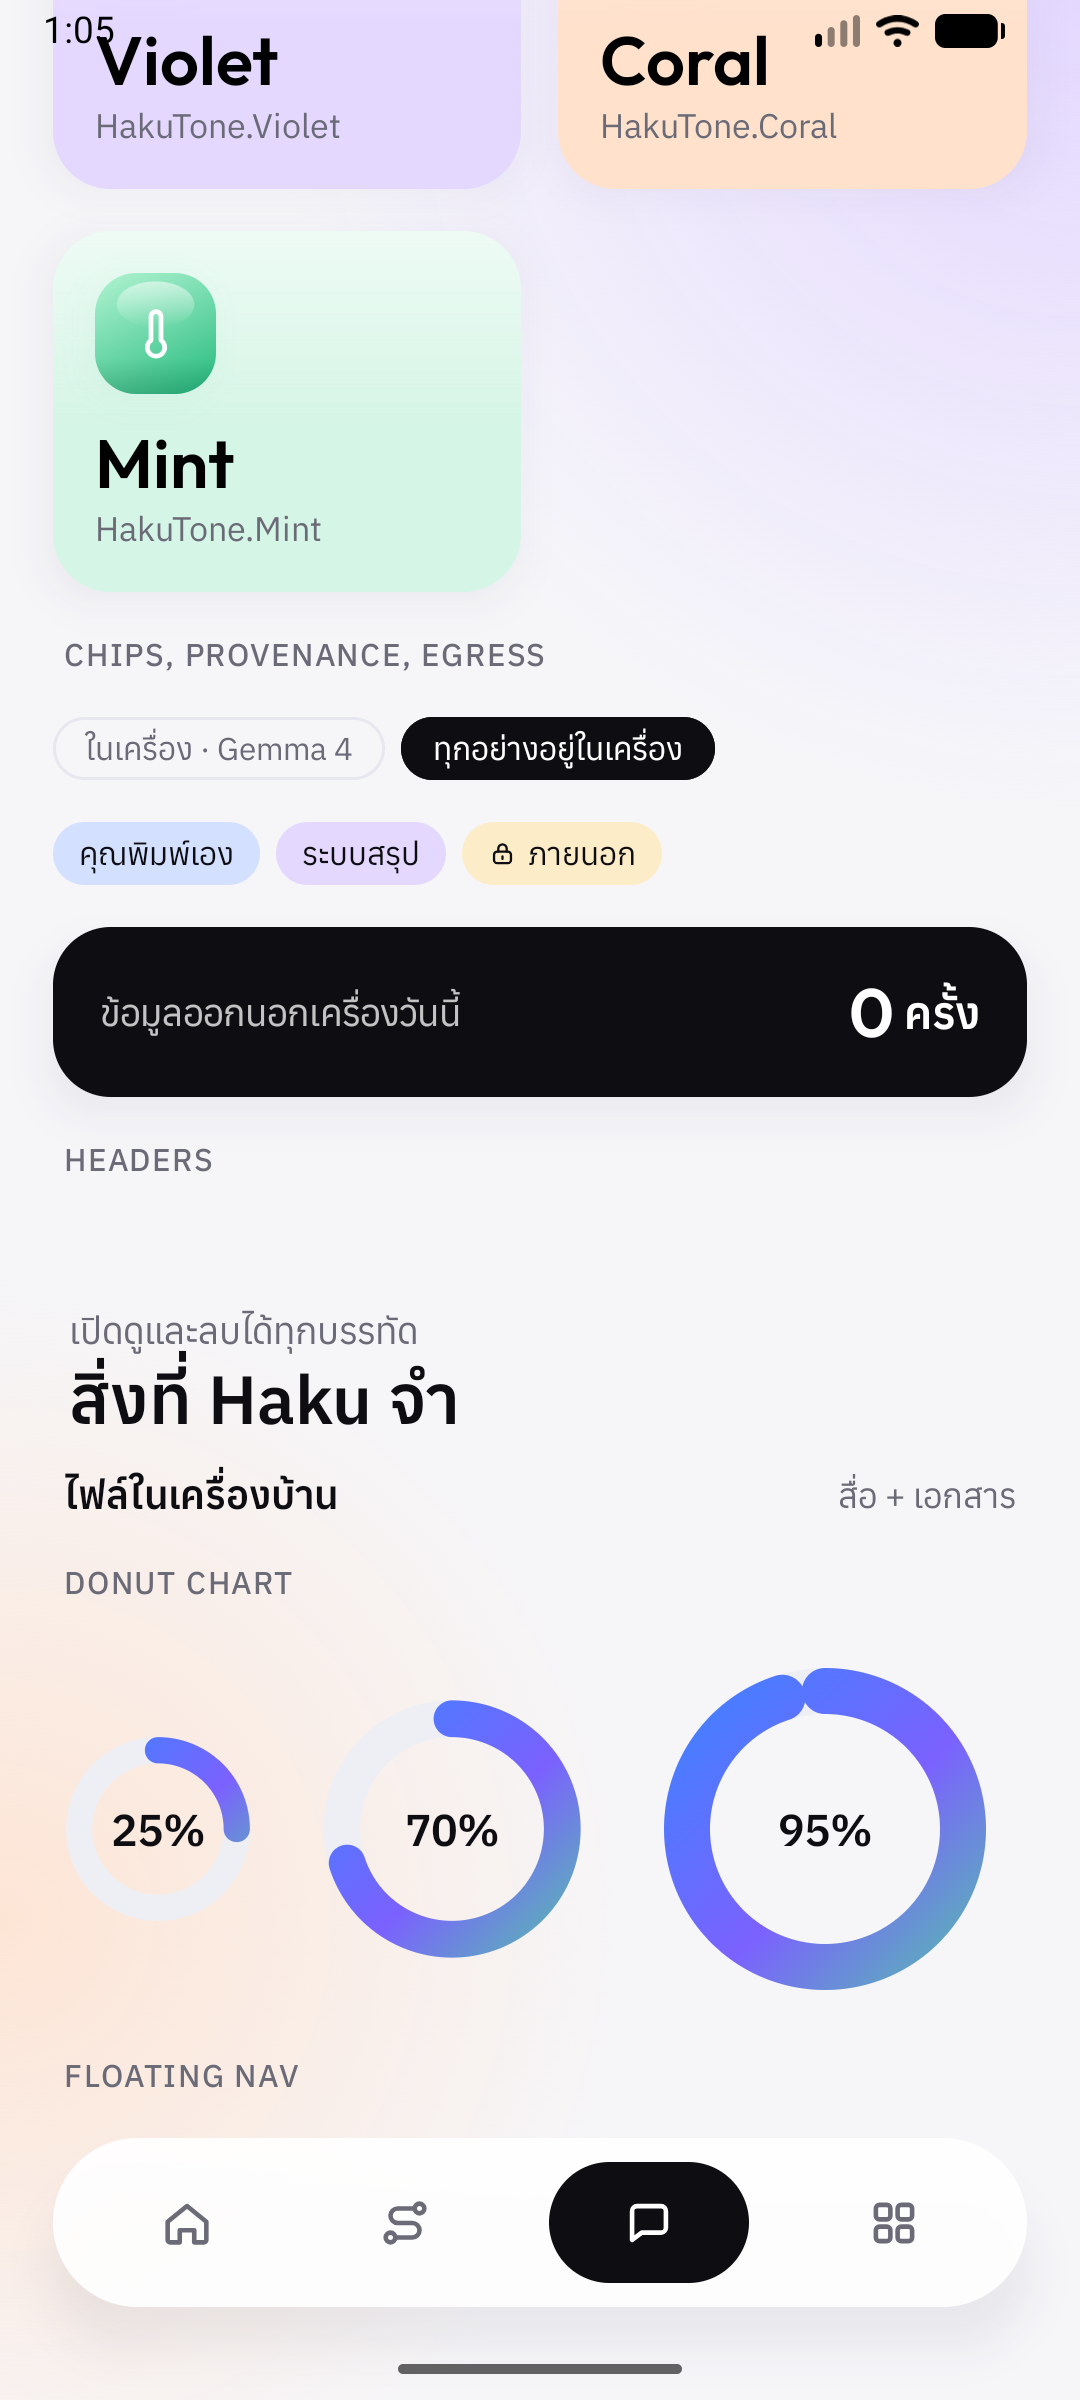 1:05
Violet
Coral
HakuTone.Violet
HakuTone.Coral
Mint
HakuTone.Mint
CHIPS, PROVENANCE, EGRESS
ในเครื่อง · Gemma 4
ทุกอย่างอยู่ในเครื่อง
คุณพิมพ์เอง
ระบบสรุป
ภายนอก
ข้อมูลออกนอกเครื่องวันนี้
0 ครั้ง
HEADERS
เปิดดูและลบได้ทุกบรรทัด
สิ่งที่ Haku จำ
ไฟล์ในเครื่องบ้าน
สื่อ + เอกสาร
DONUT CHART
25%
70%
95%
FLOATING NAV